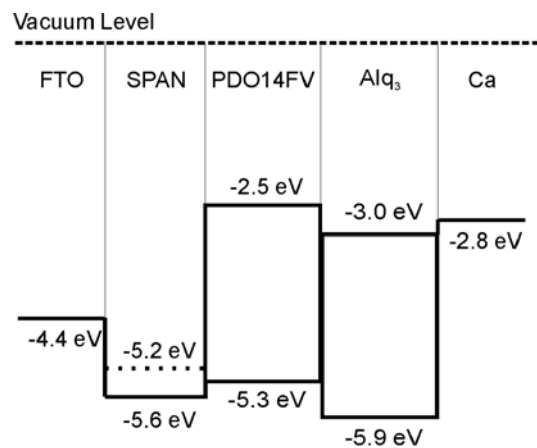 Vacuum Level
FTO SPAN PDO14FV Alq₃ Ca
-2.5 eV
-3.0 eV
-2.8 eV
-4.4 eV
-5.2 eV
-5.3 eV
-5.6 eV
-5.9 eV